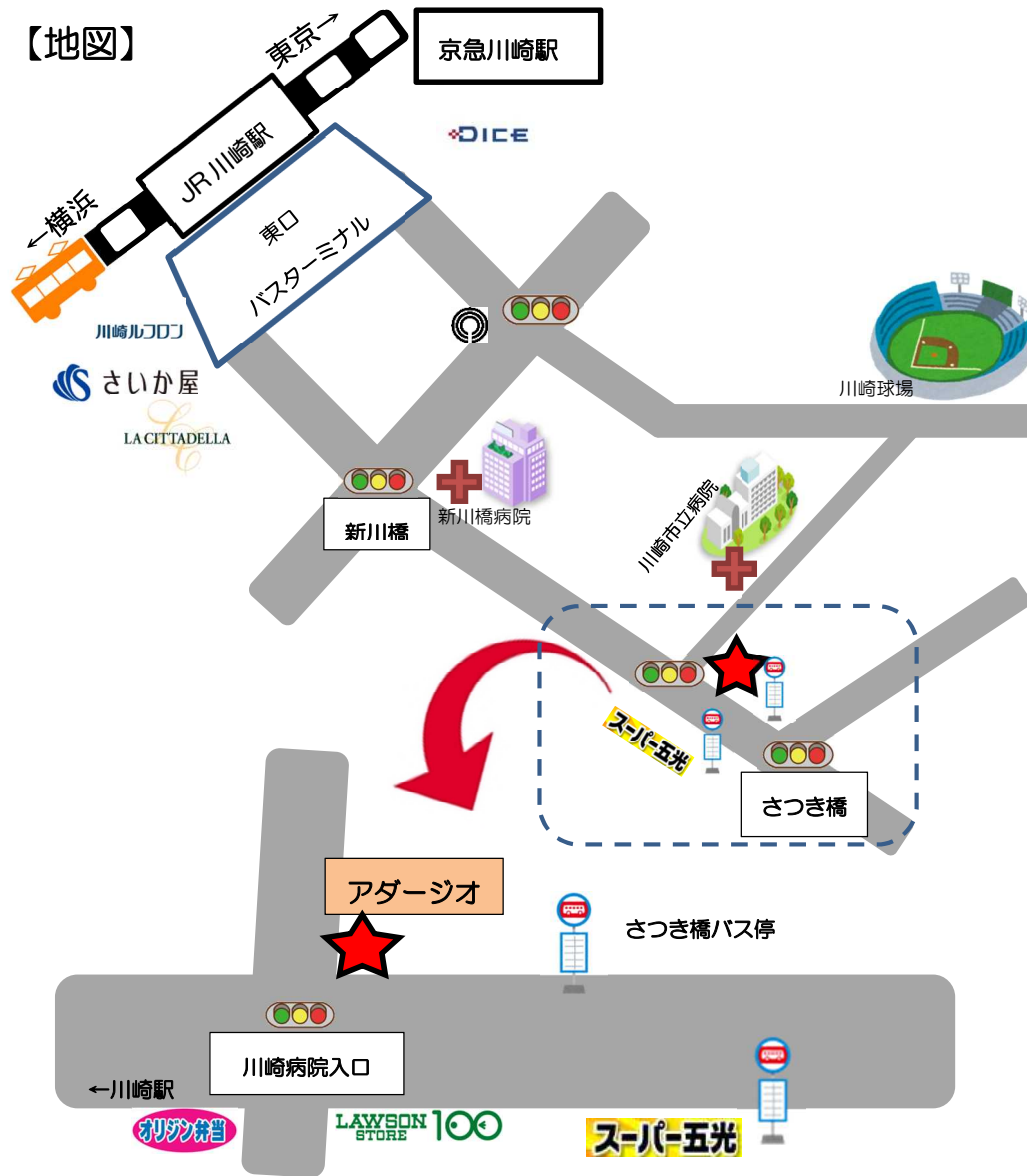 【地図】
東京→
京急川崎駅
DICE
JR 川崎駅
←横浜
東口
バスターミナル
川崎ルフロン
さいか屋
LA CITTADELLA
川崎球場
新川橋病院
新川橋
川崎市立病院
スーパー五光
さつき橋
アダージオ
さつき橋バス停
川崎病院入口
←川崎駅
オリジン弁当
LAWSON
STORE 100
スーパー五光